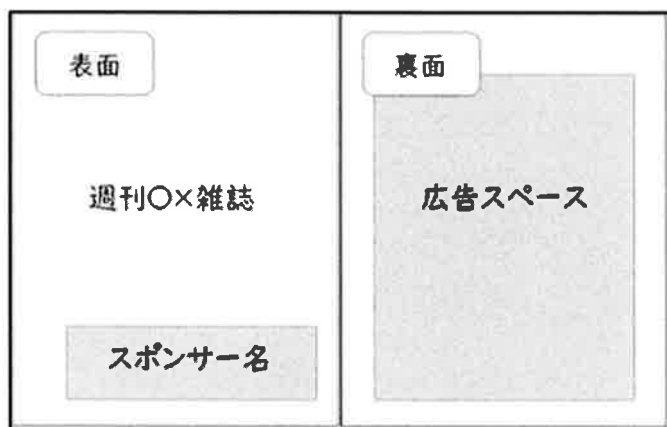 表面
週刊○×雑誌
スポンサー名
裏面
広告スペース